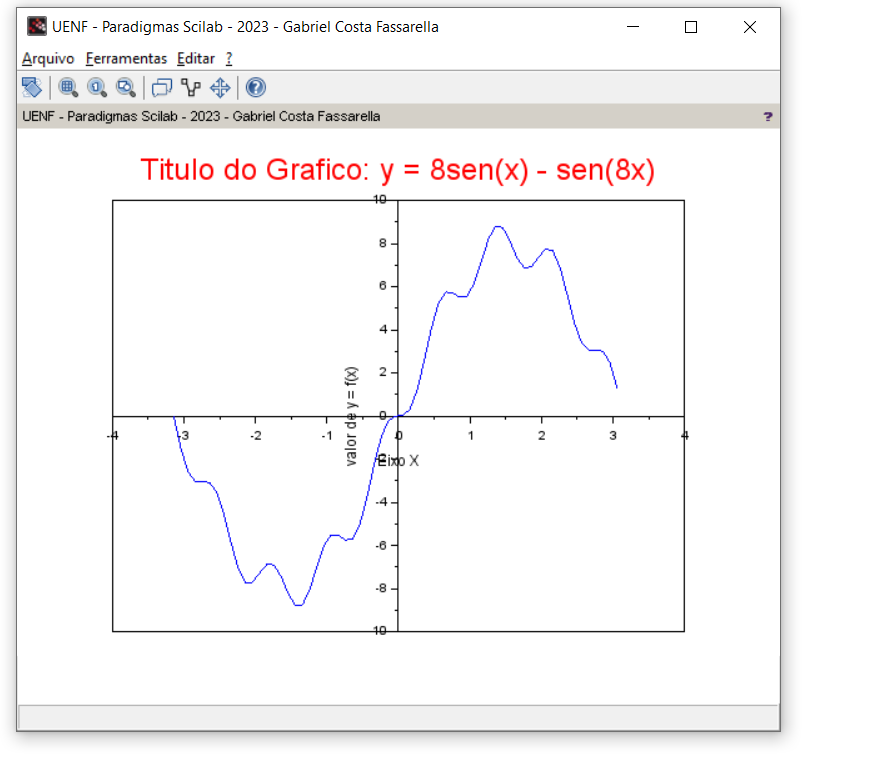 UENF - Paradigmas Scilab - 2023 - Gabriel Costa Fassarella
Arquivo Ferramentas Editar ?
UENF - Paradigmas Scilab - 2023 - Gabriel Costa Fassarella ?
Titulo do Grafico: y = 8sen(x) - sen(8x)
10
8
6
4
2
0
-4 -3 -2 -1 0 1 2 3 4
valor de y = f(x)
-2
Eixo X
-4
-6
-8
-10